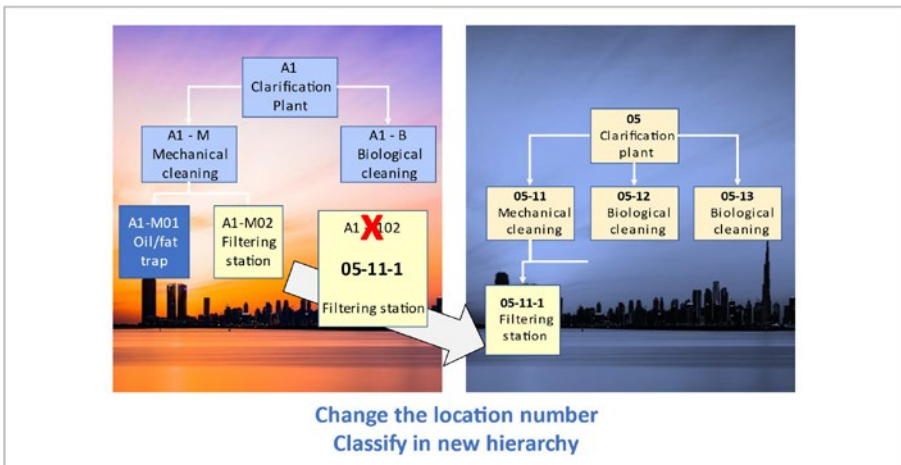 A1
Clarification
Plant
A1 - M
Mechanical
cleaning
A1 - B
Biological
cleaning
A1-M01
Oil/fat
trap
A1-M02
Filtering
station
A1 102
05-11-1
Filtering station
05
Clarification
plant
05-11
Mechanical
cleaning
05-12
Biological
cleaning
05-13
Biological
cleaning
05-11-1
Filtering
station
Change the location number
Classify in new hierarchy